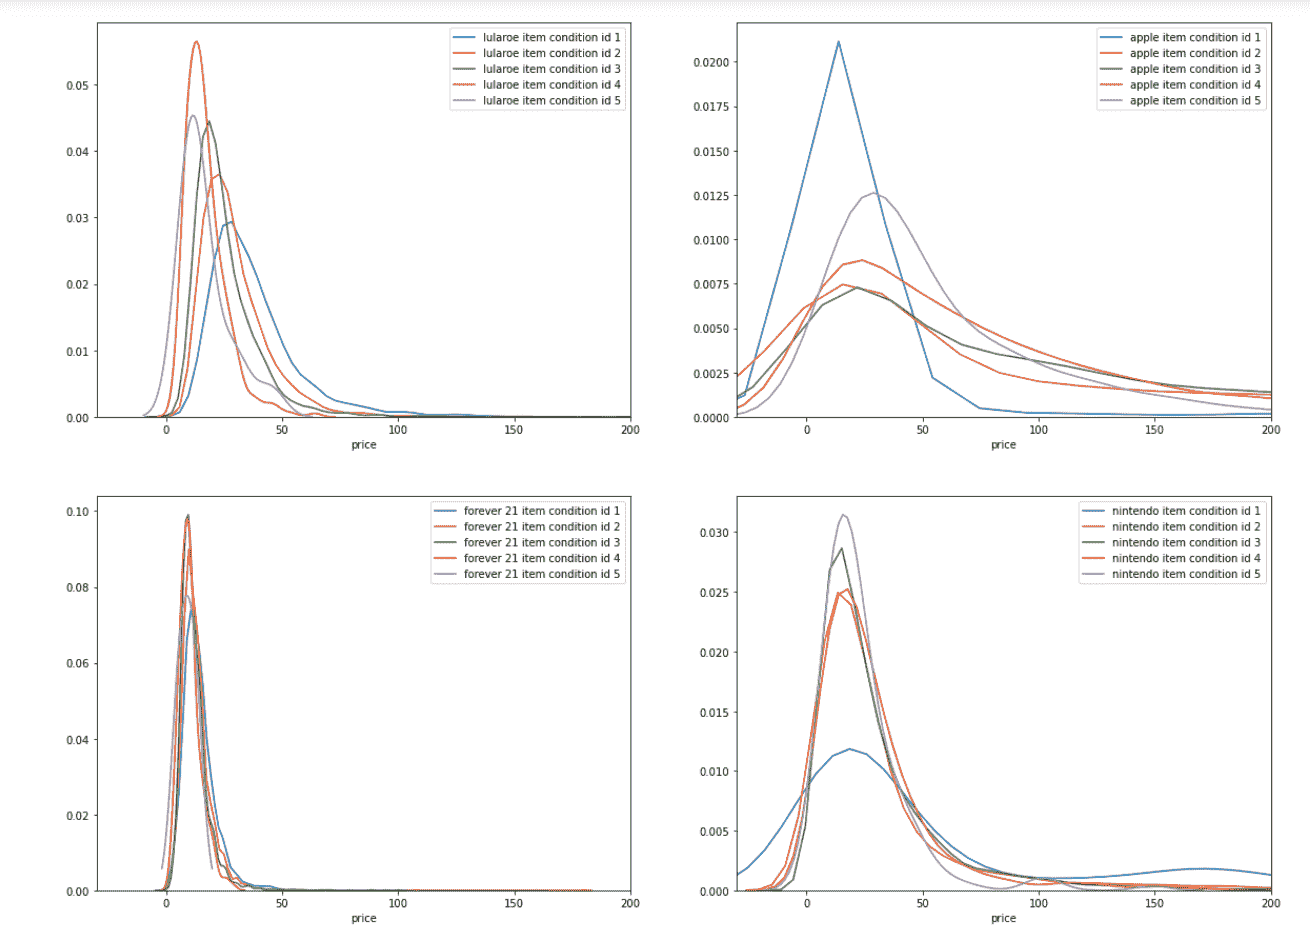 lularoe item condition id 1
lularoe item condition id 2
lularoe item condition id 3
lularoe item condition id 4
lularoe item condition id 5
0.05
0.04
0.03
0.02
0.01
0.00
0
50
100
150
200
price
apple item condition id 1
apple item condition id 2
apple item condition id 3
apple item condition id 4
apple item condition id 5
0.0200
0.0175
0.0150
0.0125
0.0100
0.0075
0.0050
0.0025
0.0000
0
50
100
150
200
price
forever 21 item condition id 1
forever 21 item condition id 2
forever 21 item condition id 3
forever 21 item condition id 4
forever 21 item condition id 5
0.10
0.08
0.06
0.04
0.02
0.00
0
50
100
150
200
price
nintendo item condition id 1
nintendo item condition id 2
nintendo item condition id 3
nintendo item condition id 4
nintendo item condition id 5
0.030
0.025
0.020
0.015
0.010
0.005
0.000
0
50
100
150
200
price